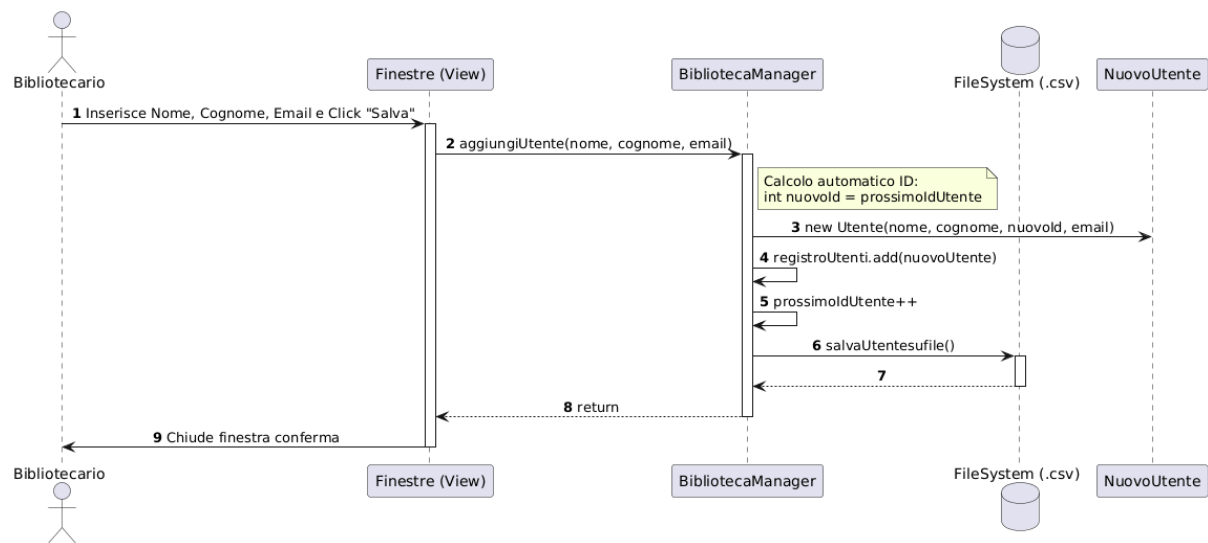 Bibliotecario
Finestre (View)
BibliotecaManager
FileSystem (.csv)
NuovoUtente
1 Inserisce Nome, Cognome, Email e Click "Salva"
2 aggiungiUtente(nome, cognome, email)
Calcolo automatico ID:
int nuovoId = prossimoIdUtente
3 new Utente(nome, cognome, nuovoId, email)
4 registroUtenti.add(nuovoUtente)
5 prossimoIdUtente++
6 salvaUtentesufile()
7
8 return
9 Chiude finestra conferma
Bibliotecario
Finestre (View)
BibliotecaManager
FileSystem (.csv)
NuovoUtente